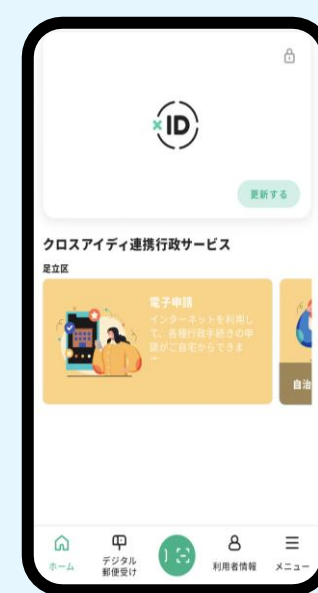 ×ID
更新する
クロスアイディ連携行政サービス
足立区
電子申請
インターネットを利用し
て、各種行政手続きの申
請がご自宅からできま
自治
ホーム
デジタル
郵便受け
利用者情報
メニュー